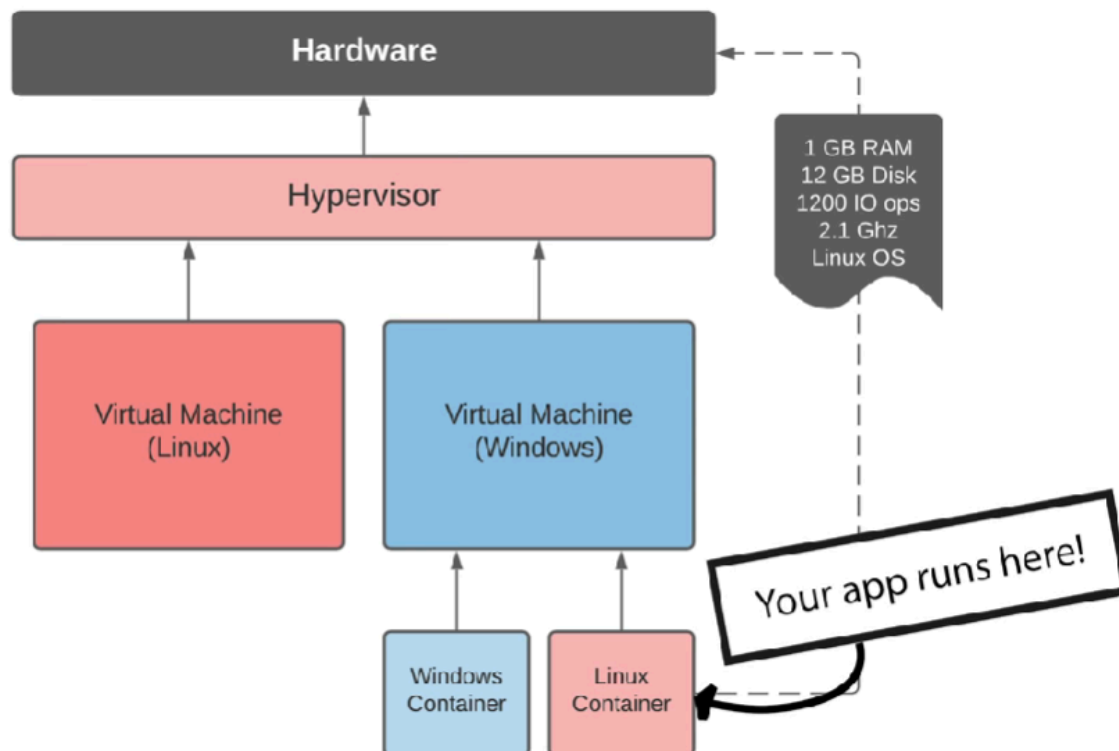 Hardware
1 GB RAM
12 GB Disk
1200 IO ops
2.1 Ghz
Linux OS
Hypervisor
Virtual Machine
(Linux)
Virtual Machine
(Windows)
Your app runs here!
Windows
Container
Linux
Container